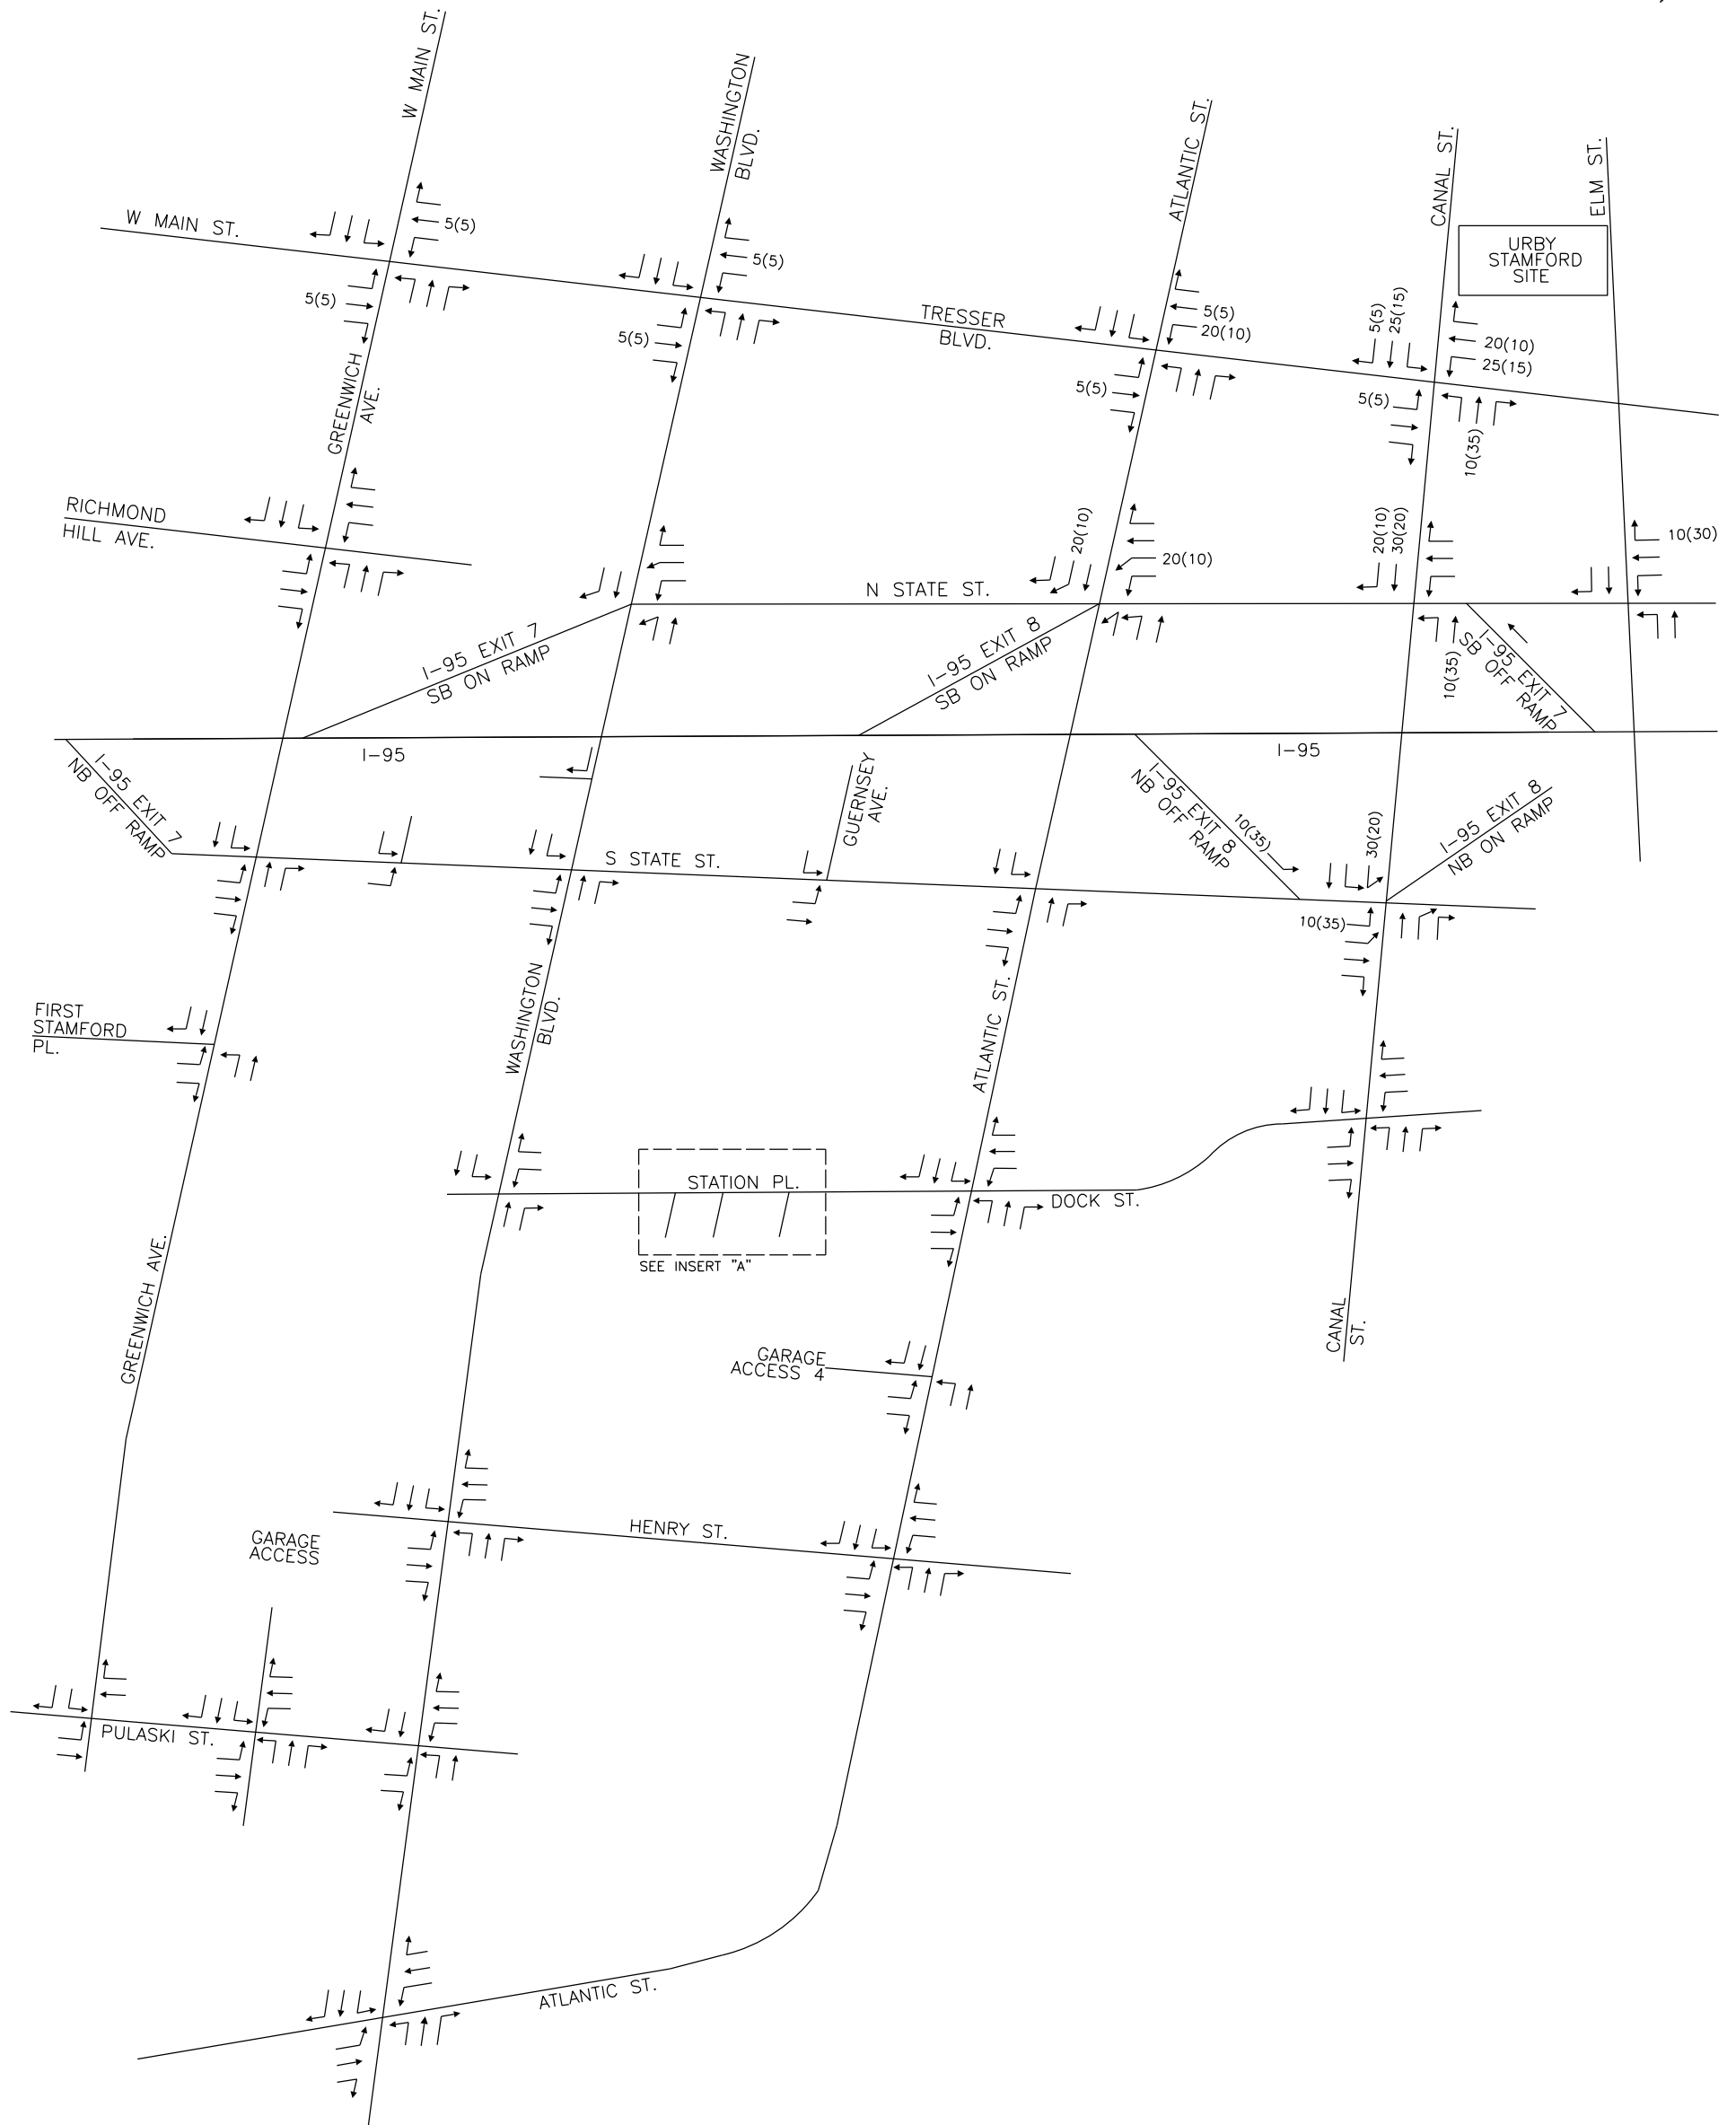 W MAIN ST.
WASHINGTON
BLVD.
ATLANTIC ST.
CANAL ST.
ELM ST.
W MAIN ST.
5(5)
5(5)
5(5)
5(5)
URBY
STAMFORD
SITE
TRESSER
BLVD.
5(5)
20(10)
5(5)
5(5)
25(15)
20(10)
25(15)
5(5)
10(35)
GREENWICH
AVE.
RICHMOND
HILL AVE.
N STATE ST.
20(10)
20(10)
20(10)
30(20)
10(35)
10(30)
I-95 EXIT 7
SB ON RAMP
I-95 EXIT 8
SB ON RAMP
I-95 EXIT 7
SB OFF RAMP
I-95
I-95
I-95 EXIT 7
NB OFF RAMP
GUERNSEY
AVE.
I-95 EXIT 8
NB OFF RAMP
10(35)
30(20)
I-95 EXIT 8
NB ON RAMP
S STATE ST.
10(35)
FIRST
STAMFORD
PL.
WASHINGTON
BLVD.
ATLANTIC ST.
STATION PL.
DOCK ST.
SEE INSERT "A"
GREENWICH AVE.
CANAL
ST.
GARAGE
ACCESS 4
HENRY ST.
GARAGE
ACCESS
PULASKI ST.
ATLANTIC ST.